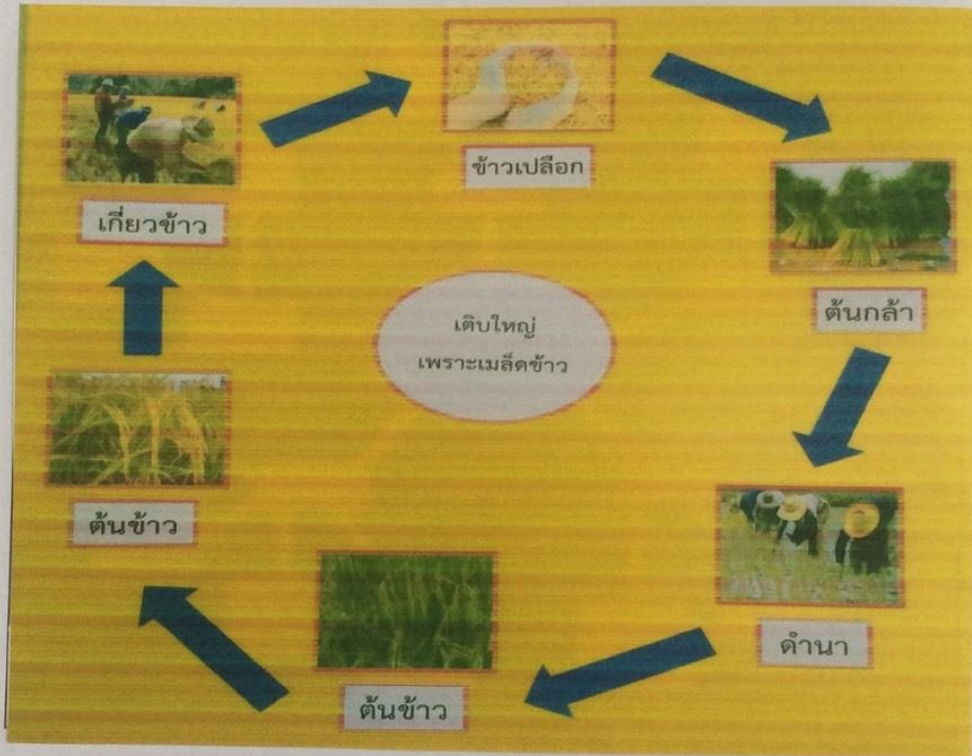 ข้าวเปลือก
ต้นกล้า
ดำนา
ต้นข้าว
ต้นข้าว
เกี่ยวข้าว
เติบใหญ่
เพราะเมล็ดข้าว